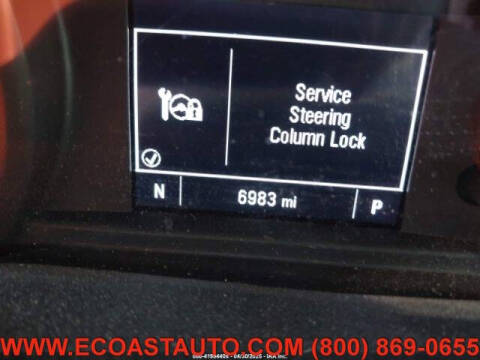 Service
Steering
Column Lock
N 6983 mi P
WWW.ECOASTAUTO.COM (800) 869-0655